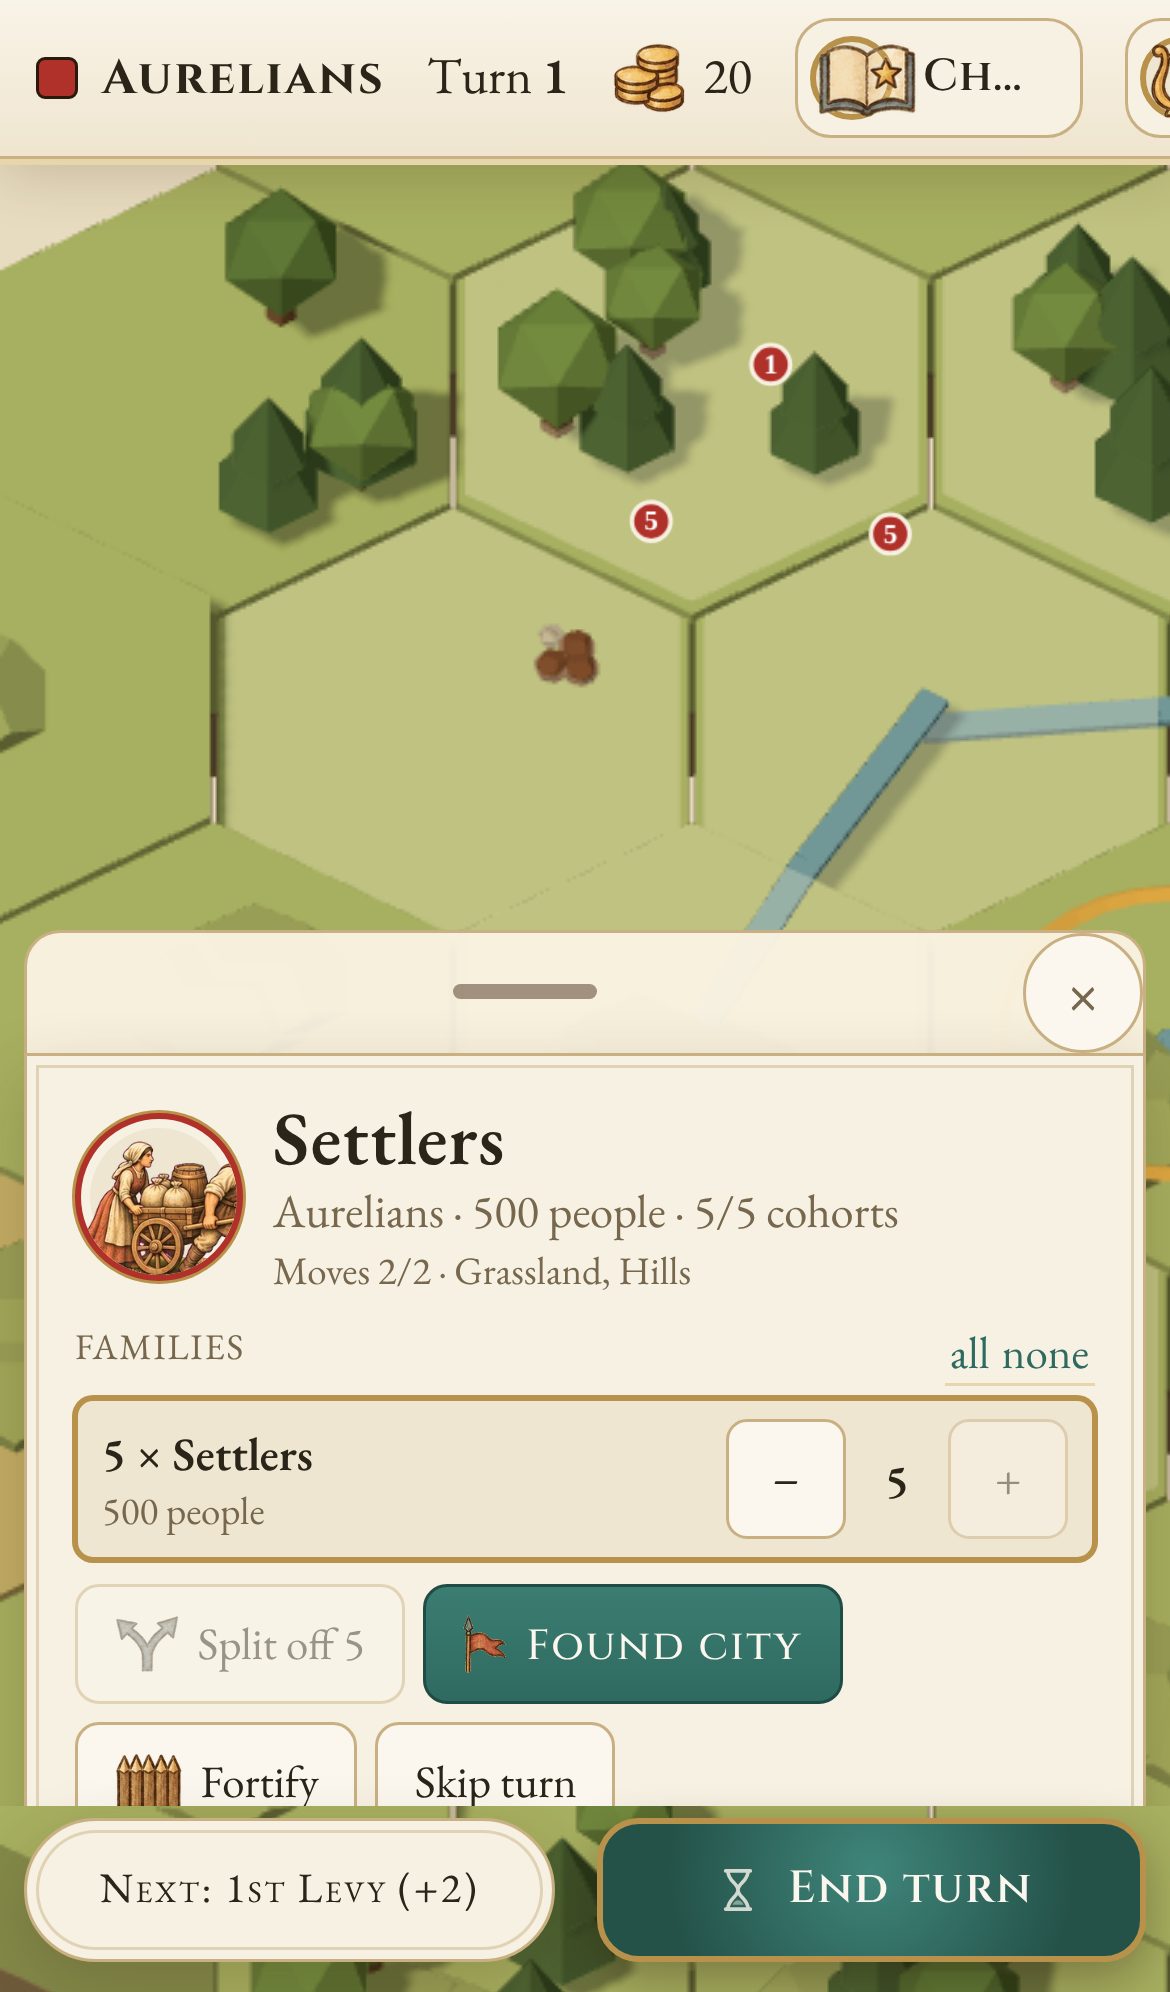 AURELIANS Turn 1 20 CH...
1
5 5
×
Settlers
Aurelians · 500 people · 5/5 cohorts
Moves 2/2 · Grassland, Hills
FAMILIES all none
5 × Settlers
500 people
− 5 +
Split off 5 FOUND CITY
Fortify Skip turn
NEXT: 1ST LEVY (+2) END TURN